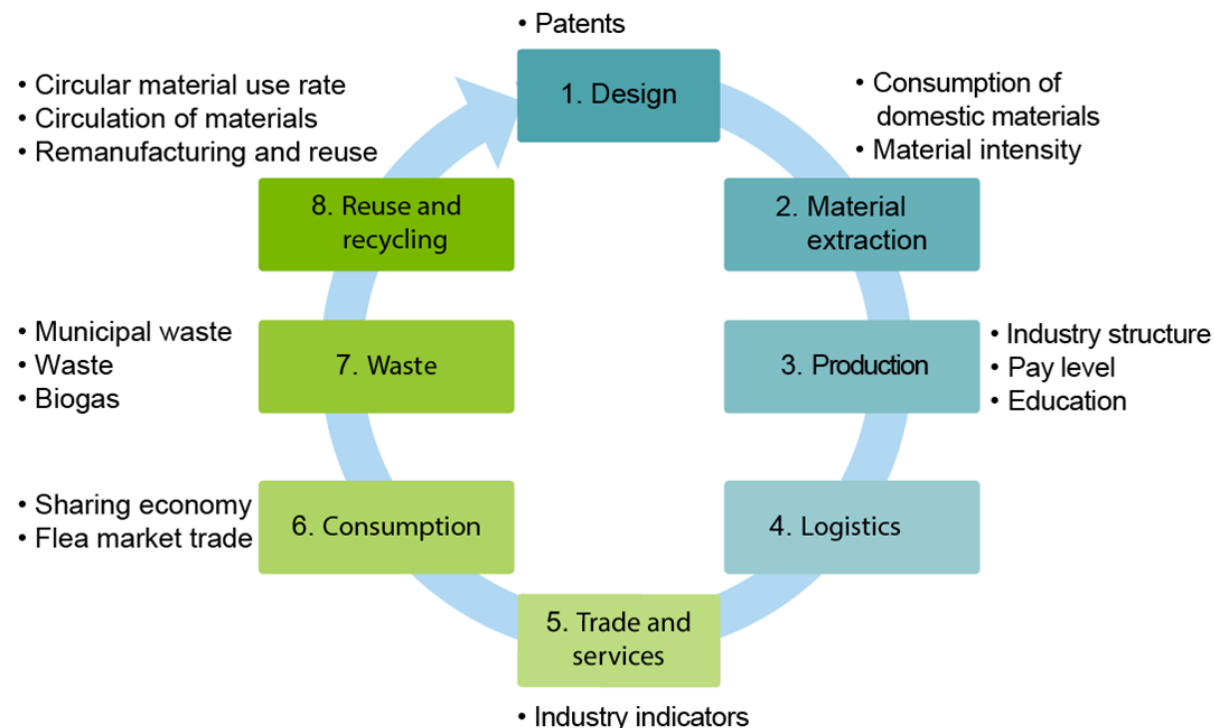 • Patents
1. Design
• Consumption of
domestic materials
• Material intensity
2. Material
extraction
• Industry structure
• Pay level
• Education
3. Production
4. Logistics
5. Trade and
services
• Industry indicators
6. Consumption
• Sharing economy
• Flea market trade
7. Waste
• Municipal waste
• Waste
• Biogas
8. Reuse and
recycling
• Circular material use rate
• Circulation of materials
• Remanufacturing and reuse